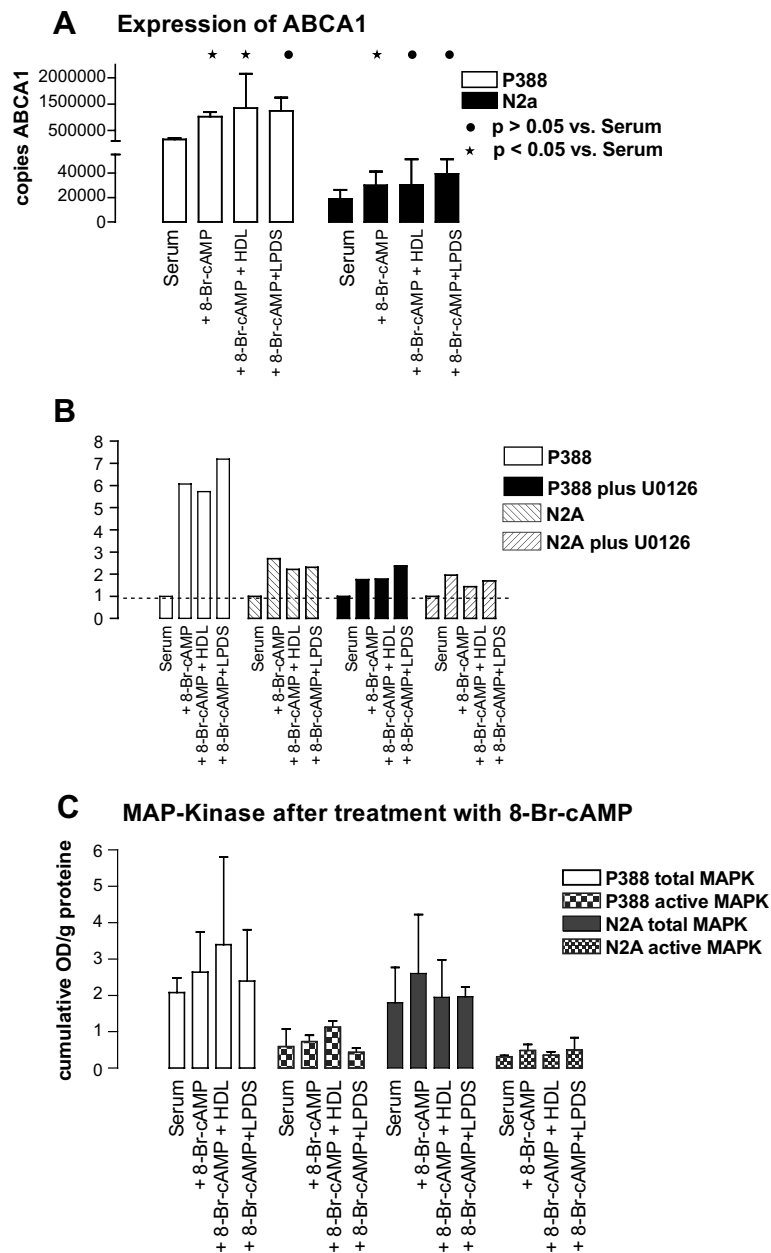 A
Expression of ABCA1
copies ABCA1
2000000
1500000
500000
40000
20000
0
Serum
+ 8-Br-cAMP
+ 8-Br-cAMP + HDL
+ 8-Br-cAMP+LPDS
Serum
+ 8-Br-cAMP
+ 8-Br-cAMP + HDL
+ 8-Br-cAMP+LPDS
P388
N2a
● p > 0.05 vs. Serum
★ p < 0.05 vs. Serum
B
8
7
6
5
4
3
2
1
0
Serum
+ 8-Br-cAMP
+ 8-Br-cAMP + HDL
+ 8-Br-cAMP+LPDS
Serum
+ 8-Br-cAMP
+ 8-Br-cAMP + HDL
+ 8-Br-cAMP+LPDS
Serum
+ 8-Br-cAMP
+ 8-Br-cAMP + HDL
+ 8-Br-cAMP+LPDS
Serum
+ 8-Br-cAMP
+ 8-Br-cAMP + HDL
+ 8-Br-cAMP+LPDS
P388
P388 plus U0126
N2A
N2A plus U0126
C
MAP-Kinase after treatment with 8-Br-cAMP
cumulative OD/g proteine
6
5
4
3
2
1
0
Serum
+ 8-Br-cAMP
+ 8-Br-cAMP + HDL
+ 8-Br-cAMP+LPDS
Serum
+ 8-Br-cAMP
+ 8-Br-cAMP + HDL
+ 8-Br-cAMP+LPDS
Serum
+ 8-Br-cAMP
+ 8-Br-cAMP + HDL
+ 8-Br-cAMP+LPDS
Serum
+ 8-Br-cAMP
+ 8-Br-cAMP + HDL
+ 8-Br-cAMP+LPDS
P388 total MAPK
P388 active MAPK
N2A total MAPK
N2A active MAPK